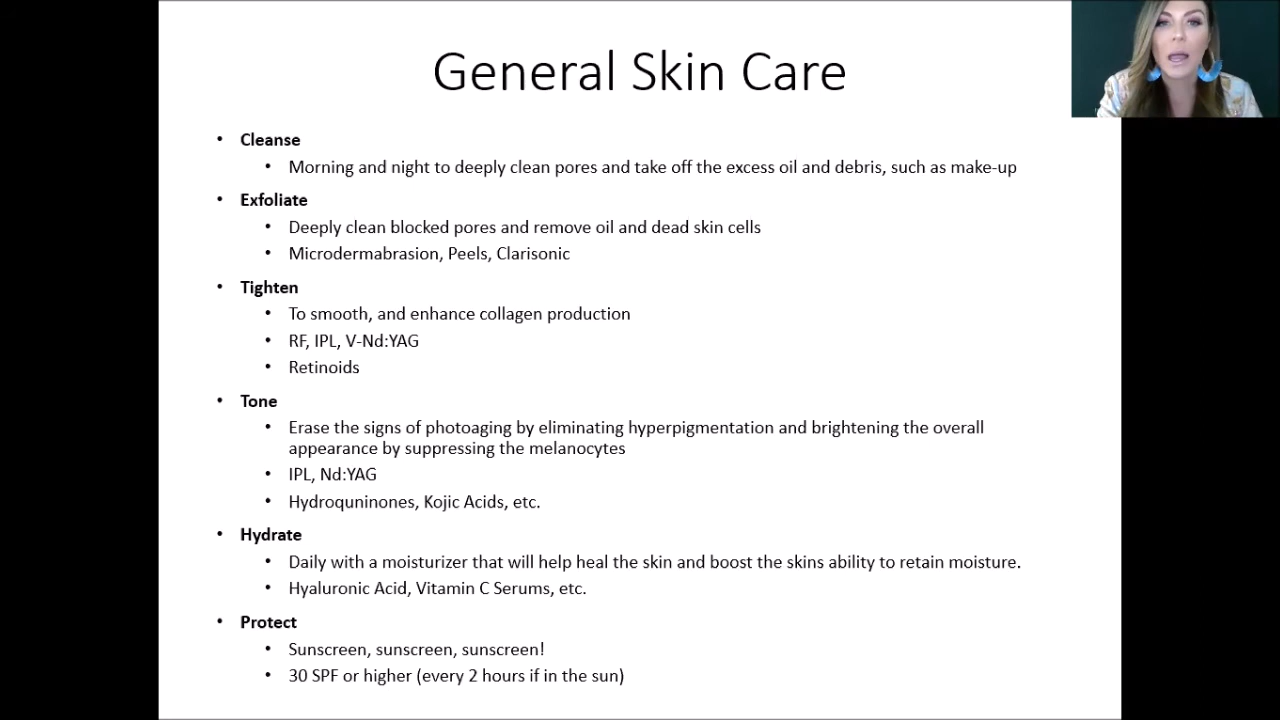 General Skin Care
• Cleanse
• Morning and night to deeply clean pores and take off the excess oil and debris, such as make-up
• Exfoliate
• Deeply clean blocked pores and remove oil and dead skin cells
• Microdermabrasion, Peels, Clarisonic
• Tighten
• To smooth, and enhance collagen production
• RF, IPL, V-Nd:YAG
• Retinoids
• Tone
• Erase the signs of photoaging by eliminating hyperpigmentation and brightening the overall
appearance by suppressing the melanocytes
• IPL, Nd:YAG
• Hydroquninones, Kojic Acids, etc.
• Hydrate
• Daily with a moisturizer that will help heal the skin and boost the skins ability to retain moisture.
• Hyaluronic Acid, Vitamin C Serums, etc.
• Protect
• Sunscreen, sunscreen, sunscreen!
• 30 SPF or higher (every 2 hours if in the sun)